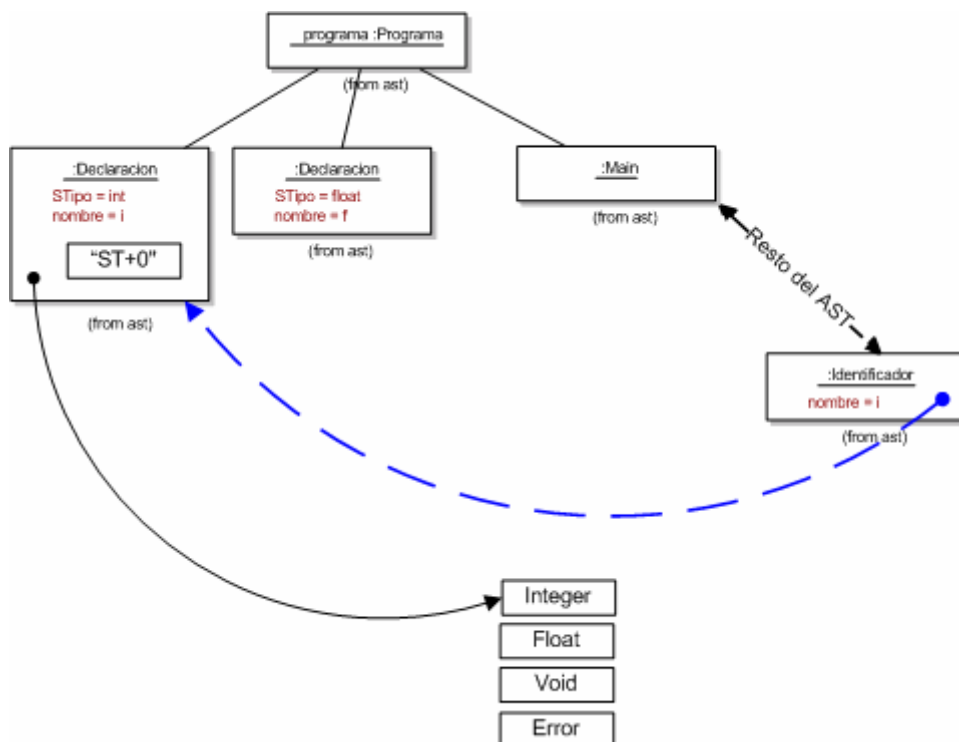 programa :Programa
(from ast)
:Declaracion
STipo = int
nombre = i
"ST+0"
(from ast)
:Declaracion
STipo = float
nombre = f
(from ast)
:Main
(from ast)
Resto del AST
:Identificador
nombre = i
(from ast)
Integer
Float
Void
Error